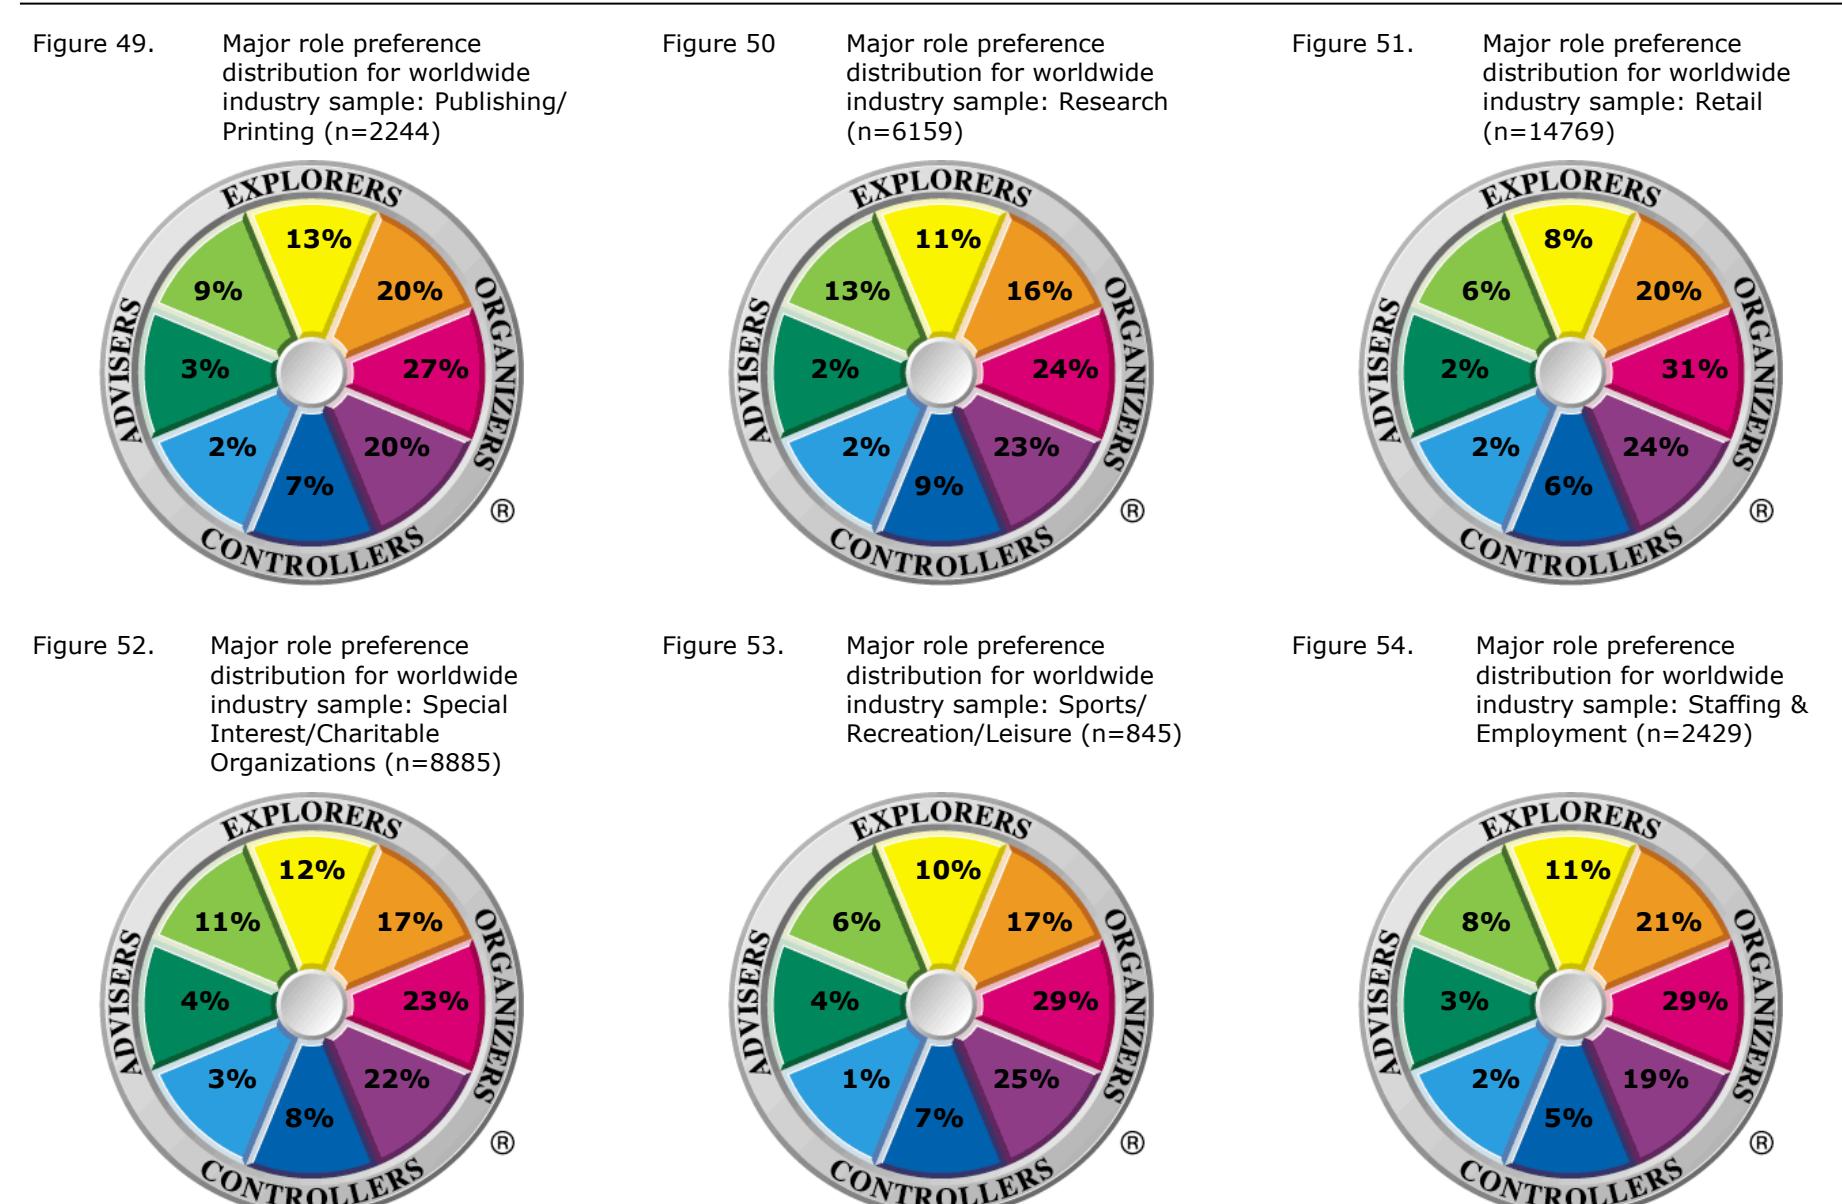 Figure 49.
Major role preference
distribution for worldwide
industry sample: Publishing/
Printing (n=2244)
EXPLORERS
ORGANIZERS
CONTROLLERS
ADVISERS
13%
20%
27%
20%
7%
2%
3%
9%
®
Figure 50
Major role preference
distribution for worldwide
industry sample: Research
(n=6159)
EXPLORERS
ORGANIZERS
CONTROLLERS
ADVISERS
11%
16%
24%
23%
9%
2%
2%
13%
®
Figure 51.
Major role preference
distribution for worldwide
industry sample: Retail
(n=14769)
EXPLORERS
ORGANIZERS
CONTROLLERS
ADVISERS
8%
20%
31%
24%
6%
2%
2%
6%
®
Figure 52.
Major role preference
distribution for worldwide
industry sample: Special
Interest/Charitable
Organizations (n=8885)
EXPLORERS
ORGANIZERS
CONTROLLERS
ADVISERS
12%
17%
23%
22%
8%
3%
4%
11%
®
Figure 53.
Major role preference
distribution for worldwide
industry sample: Sports/
Recreation/Leisure (n=845)
EXPLORERS
ORGANIZERS
CONTROLLERS
ADVISERS
10%
17%
29%
25%
7%
1%
4%
6%
®
Figure 54.
Major role preference
distribution for worldwide
industry sample: Staffing &
Employment (n=2429)
EXPLORERS
ORGANIZERS
CONTROLLERS
ADVISERS
11%
21%
29%
19%
5%
2%
3%
8%
®